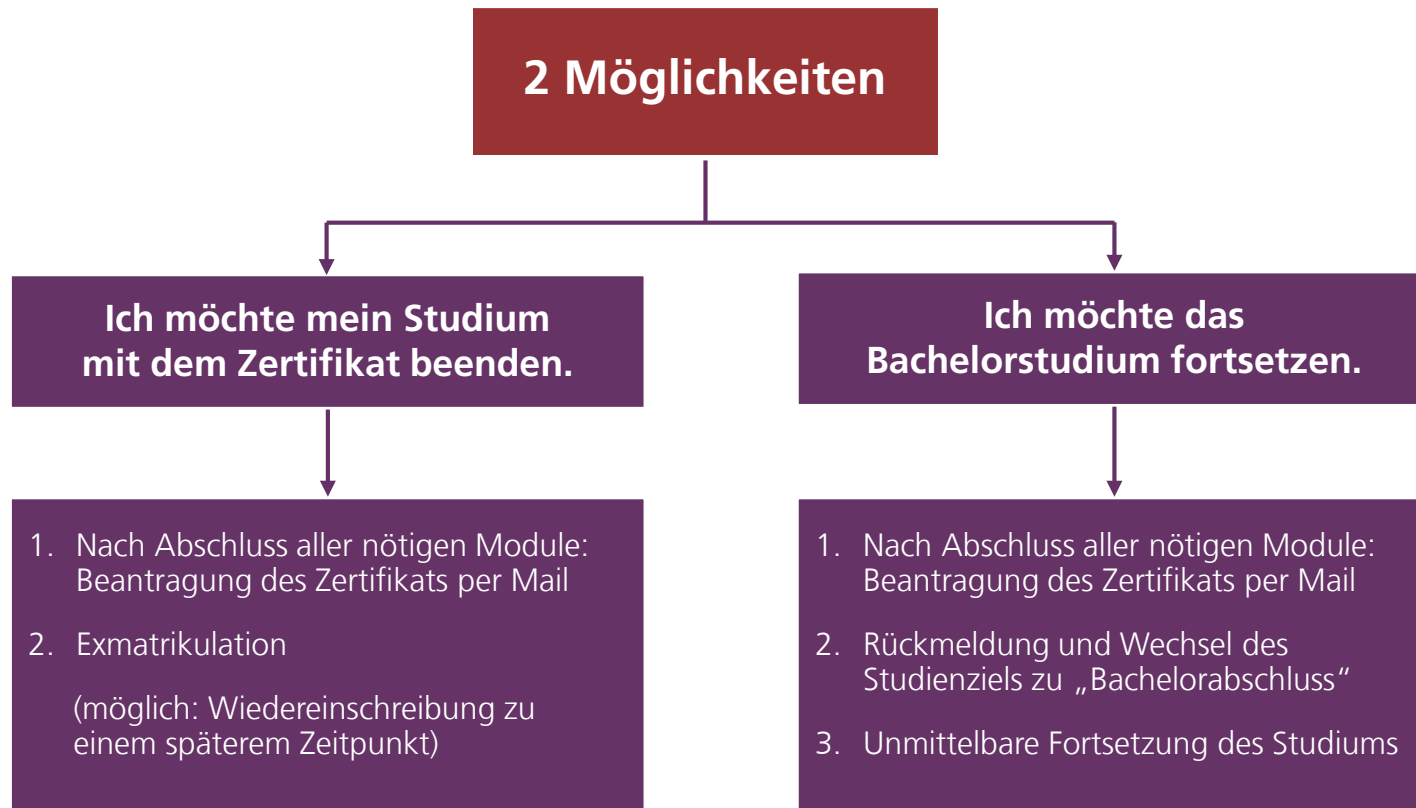 2 Möglichkeiten
Ich möchte mein Studium
mit dem Zertifikat beenden.
1. Nach Abschluss aller nötigen Module:
Beantragung des Zertifikats per Mail
2. Exmatrikulation
(möglich: Wiedereinschreibung zu
einem späterem Zeitpunkt)
Ich möchte das
Bachelorstudium fortsetzen.
1. Nach Abschluss aller nötigen Module:
Beantragung des Zertifikats per Mail
2. Rückmeldung und Wechsel des
Studienziels zu „Bachelorabschluss“
3. Unmittelbare Fortsetzung des Studiums